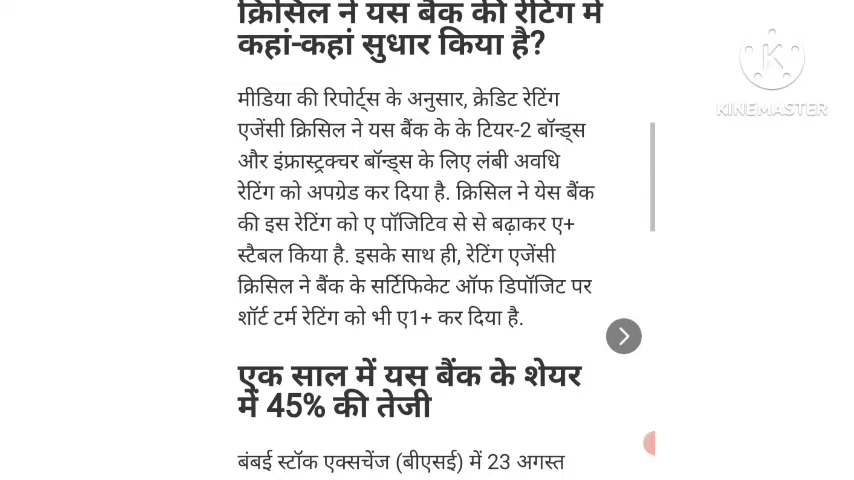 क्रिसिल ने यस बैंक की रेटिंग में
कहां-कहां सुधार किया है?
मीडिया की रिपोर्ट्स के अनुसार, क्रेडिट रेटिंग
एजेंसी क्रिसिल ने यस बैंक के के टियर-2 बॉन्ड्स
और इंफ्रास्ट्रक्चर बॉन्ड्स के लिए लंबी अवधि
रेटिंग को अपग्रेड कर दिया है. क्रिसिल ने येस बैंक
की इस रेटिंग को ए पॉजिटिव से से बढ़ाकर ए+
स्टैबल किया है. इसके साथ ही, रेटिंग एजेंसी
क्रिसिल ने बैंक के सर्टिफिकेट ऑफ डिपॉजिट पर
शॉर्ट टर्म रेटिंग को भी ए1+ कर दिया है.
एक साल में यस बैंक के शेयर
में 45% की तेजी
बंबई स्टॉक एक्सचेंज (बीएसई) में 23 अगस्त
K
KINEMASTER